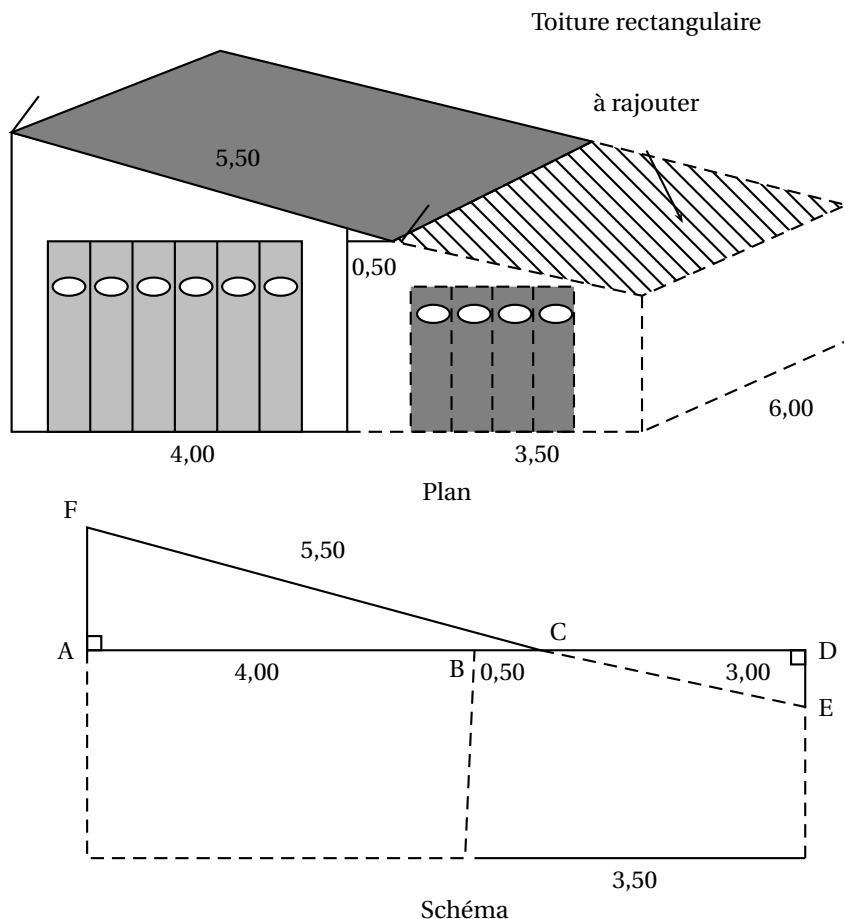 Toiture rectangulaire
à rajouter
5,50
0,50
6,00
4,00
3,50
Plan
F
5,50
C
A
D
4,00
B
0,50
3,00
E
3,50
Schéma